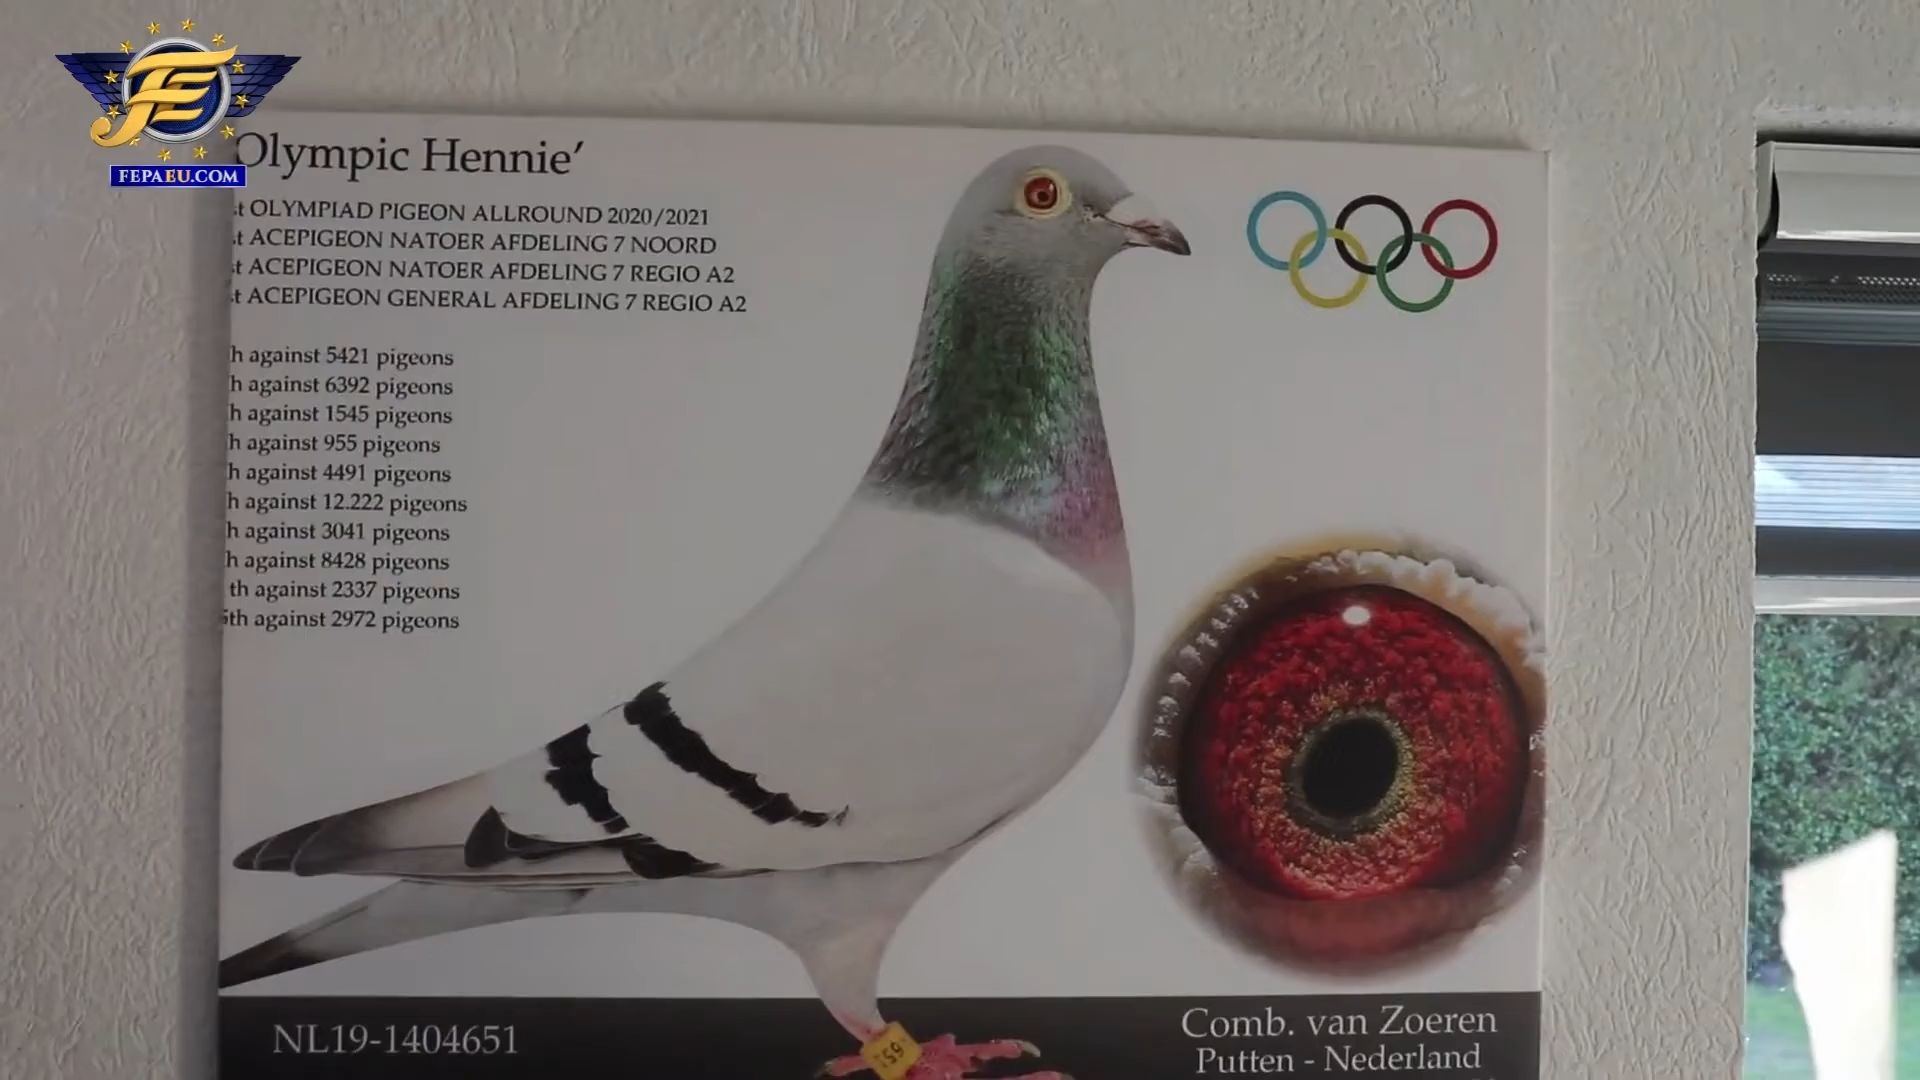 FEPAEU.COM
Olympic Hennie'
OLYMPIAD PIGEON ALLROUND 2020/2021
ACEPIGEON NATOER AFDELING 7 NOORD
ACEPIGEON NATOER AFDELING 7 REGIO A2
ACEPIGEON GENERAL AFDELING 7 REGIO A2
against 5421 pigeons
against 6392 pigeons
against 1545 pigeons
against 955 pigeons
against 4491 pigeons
against 12.222 pigeons
against 3041 pigeons
against 8428 pigeons
th against 2337 pigeons
5th against 2972 pigeons
NL19-1404651
651
Comb. van Zoeren
Putten - Nederland